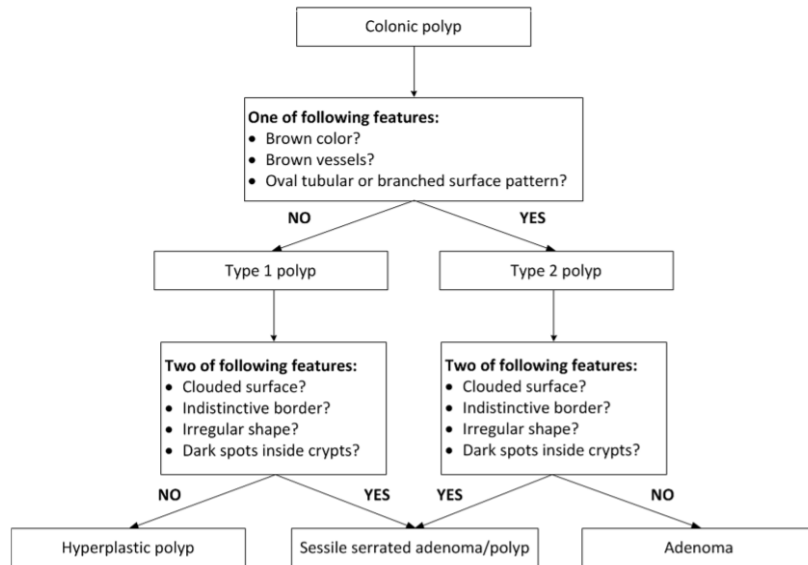 Colonic polyp
One of following features:
• Brown color?
• Brown vessels?
• Oval tubular or branched surface pattern?
NO
YES
Type 1 polyp
Type 2 polyp
Two of following features:
• Clouded surface?
• Indistinctive border?
• Irregular shape?
• Dark spots inside crypts?
Two of following features:
• Clouded surface?
• Indistinctive border?
• Irregular shape?
• Dark spots inside crypts?
NO
YES
YES
NO
Hyperplastic polyp
Sessile serrated adenoma/polyp
Adenoma